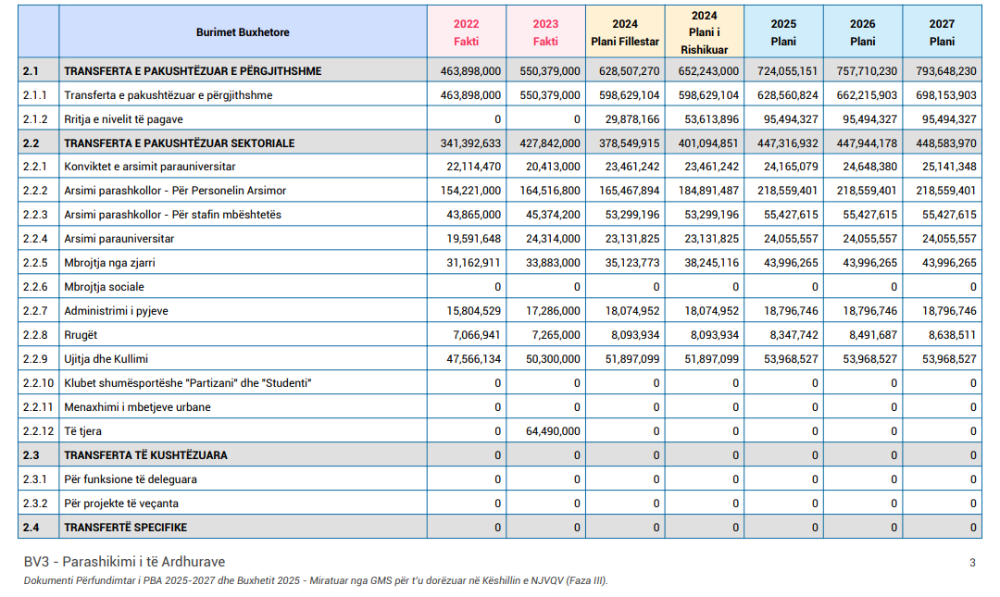 Burimet Buxhetore 2022 Fakti 2023 Fakti 2024 Plani Fillestar 2024 Plani i Rishikuar 2025 Plani 2026 Plani 2027 Plani
2.1 TRANSFERTA E PAKUSHTËZUAR E PËRGJITHSHME 463,898,000 550,379,000 628,507,270 652,243,000 724,055,151 757,710,230 793,648,230
2.1.1 Transferta e pakushtëzuar e përgjithshme 463,898,000 550,379,000 598,629,104 598,629,104 628,560,824 662,215,903 698,153,903
2.1.2 Rritja e nivelit të pagave 0 0 29,878,166 53,613,896 95,494,327 95,494,327 95,494,327
2.2 TRANSFERTA E PAKUSHTËZUAR SEKTORIALE 341,392,633 427,842,000 378,549,915 401,094,851 447,316,932 447,944,178 448,583,970
2.2.1 Konviktet e arsimit parauniversitar 22,114,470 20,413,000 23,461,242 23,461,242 24,165,079 24,648,380 25,141,348
2.2.2 Arsimi parashkollor - Për Personelin Arsimor 154,221,000 164,516,800 165,467,894 184,891,487 218,559,401 218,559,401 218,559,401
2.2.3 Arsimi parashkollor - Për stafin mbështetës 43,865,000 45,374,200 53,299,196 53,299,196 55,427,615 55,427,615 55,427,615
2.2.4 Arsimi parauniversitar 19,591,648 24,314,000 23,131,825 23,131,825 24,055,557 24,055,557 24,055,557
2.2.5 Mbrojtja nga zjarri 31,162,911 33,883,000 35,123,773 38,245,116 43,996,265 43,996,265 43,996,265
2.2.6 Mbrojtja sociale 0 0 0 0 0 0 0
2.2.7 Administrimi i pyjeve 15,804,529 17,286,000 18,074,952 18,074,952 18,796,746 18,796,746 18,796,746
2.2.8 Rrugët 7,066,941 7,265,000 8,093,934 8,093,934 8,347,742 8,491,687 8,638,511
2.2.9 Ujitja dhe Kullimi 47,566,134 50,300,000 51,897,099 51,897,099 53,968,527 53,968,527 53,968,527
2.2.10 Klubet shumësportëshe "Partizani" dhe "Studenti" 0 0 0 0 0 0 0
2.2.11 Menaxhimi i mbetjeve urbane 0 0 0 0 0 0 0
2.2.12 Të tjera 0 64,490,000 0 0 0 0 0
2.3 TRANSFERTA TË KUSHTËZUARA 0 0 0 0 0 0 0
2.3.1 Për funksione të deleguara 0 0 0 0 0 0 0
2.3.2 Për projekte të veçanta 0 0 0 0 0 0 0
2.4 TRANSFERTË SPECIFIKE 0 0 0 0 0 0 0
BV3 - Parashikimi i të Ardhurave 3
Dokumenti Përfundimtar i PBA 2025-2027 dhe Buxhetit 2025 - Miratuar nga GMS për t'u dorëzuar në Këshillin e NJVQV (Faza III).